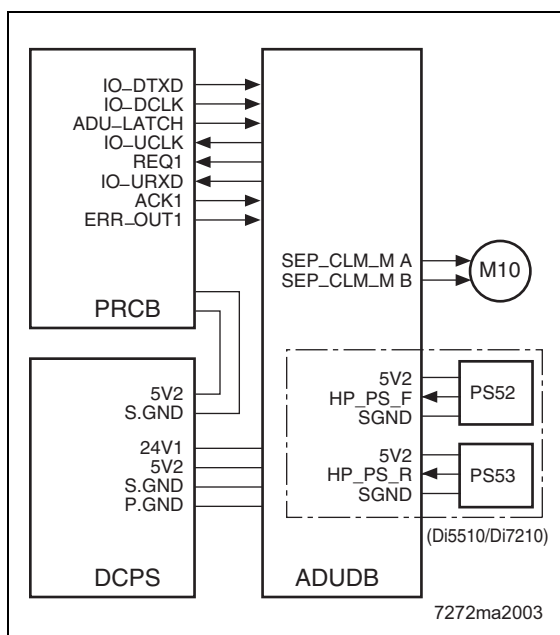 IO_DTXD
IO_DCLK
ADU_LATCH
IO_UCLK
REQ1
IO_URXD
ACK1
ERR_OUT1
PRCB
5V2
S.GND
24V1
5V2
S.GND
P.GND
DCPS
SEP_CLM_M A
SEP_CLM_M B
M10
5V2
HP_PS_F
SGND
PS52
5V2
HP_PS_R
SGND
PS53
(Di5510/Di7210)
ADUDB
7272ma2003